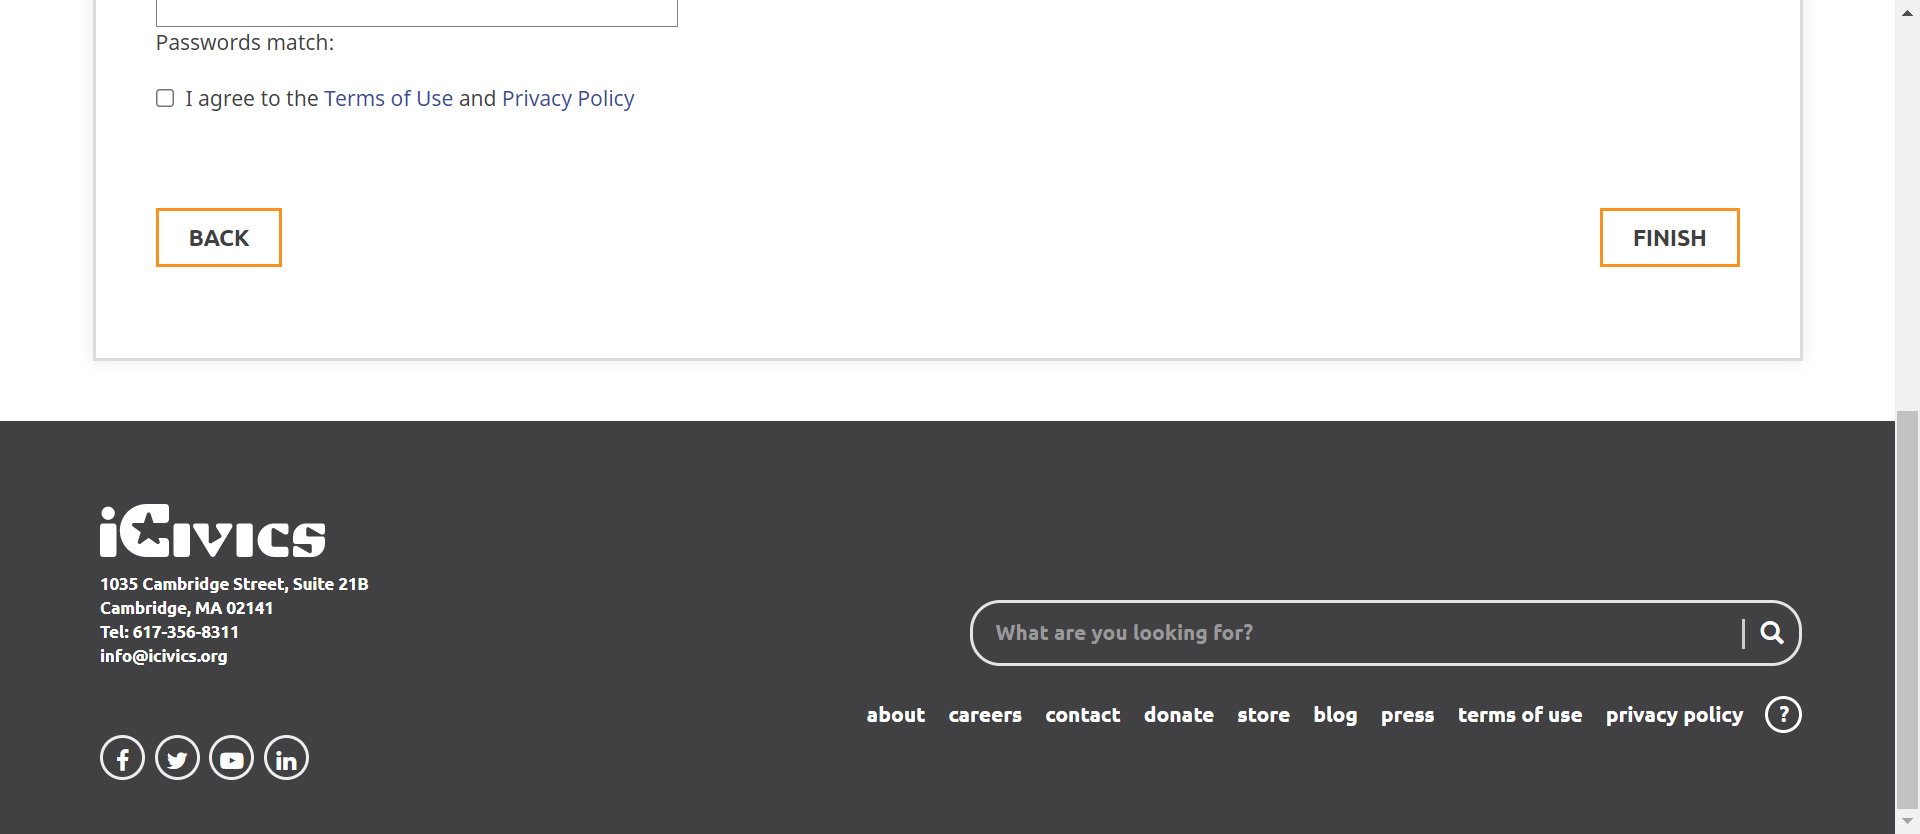 Passwords match:
I agree to the Terms of Use and Privacy Policy
BACK
FINISH
iCivics
1035 Cambridge Street, Suite 21B
Cambridge, MA 02141
Tel: 617-356-8311
info@icivics.org
What are you looking for?
about careers contact donate store blog press terms of use privacy policy ?
f in